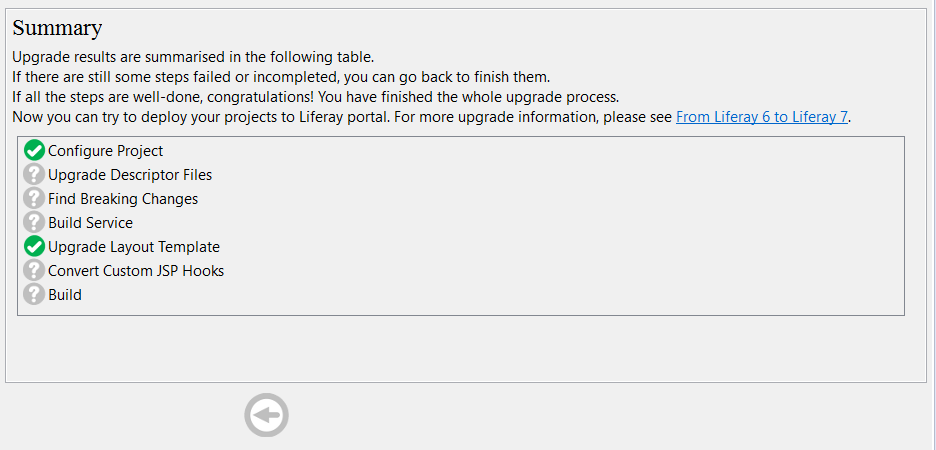 Summary
Upgrade results are summarised in the following table.
If there are still some steps failed or incompleted, you can go back to finish them.
If all the steps are well-done, congratulations! You have finished the whole upgrade process.
Now you can try to deploy your projects to Liferay portal. For more upgrade information, please see From Liferay 6 to Liferay 7.
Configure Project
? Upgrade Descriptor Files
? Find Breaking Changes
? Build Service
Upgrade Layout Template
? Convert Custom JSP Hooks
? Build